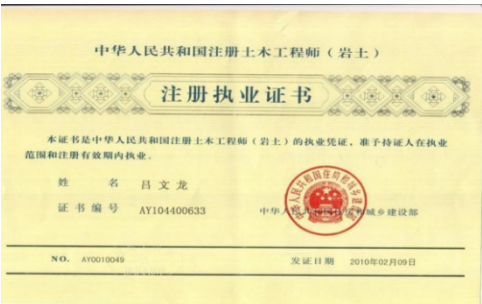 中华人民共和国注册土木工程师（岩土）
注册执业证书
本证书是中华人民共和国注册土木工程师（岩土）的执业凭证，准予持证人在执业
范围和注册有效期内执业。
姓 名 吕文龙
证书编号 AY104400633
中华人民共和国住房和城乡建设部
NO. AY0010049 发证日期 2010年02月09日